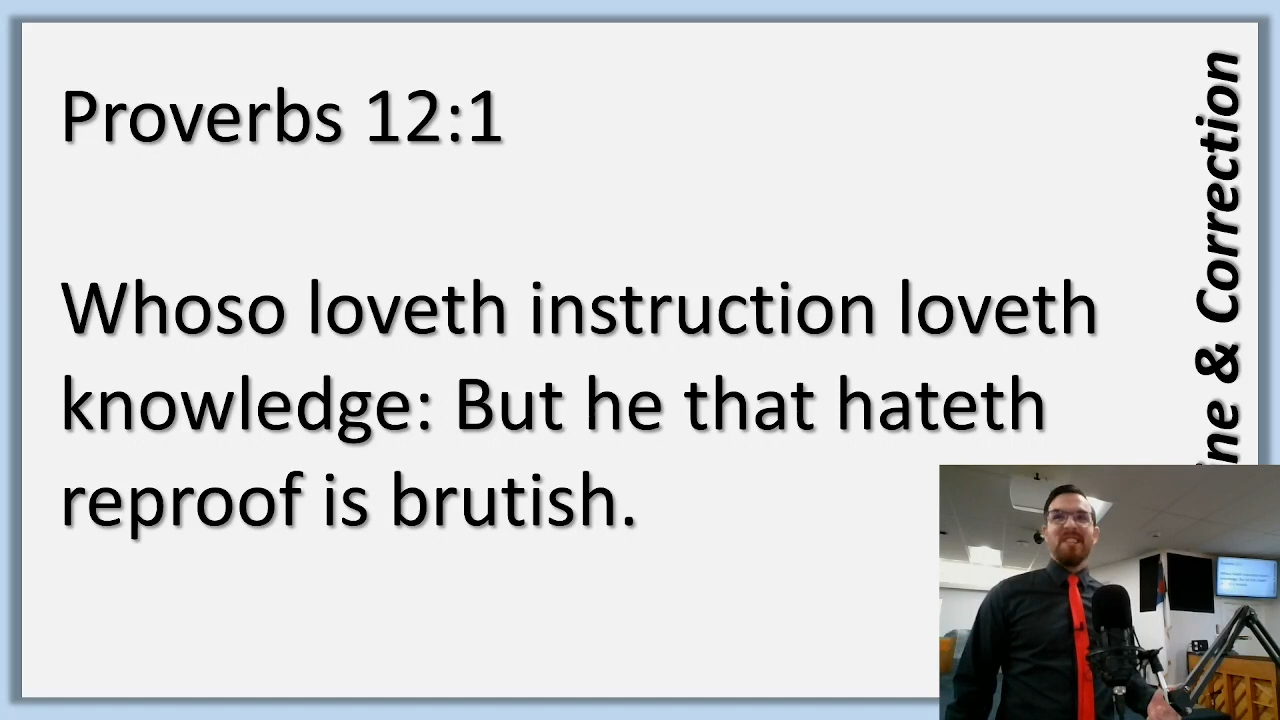 Proverbs 12:1
Whoso loveth instruction loveth
knowledge: But he that hateth
reproof is brutish.
& Correction